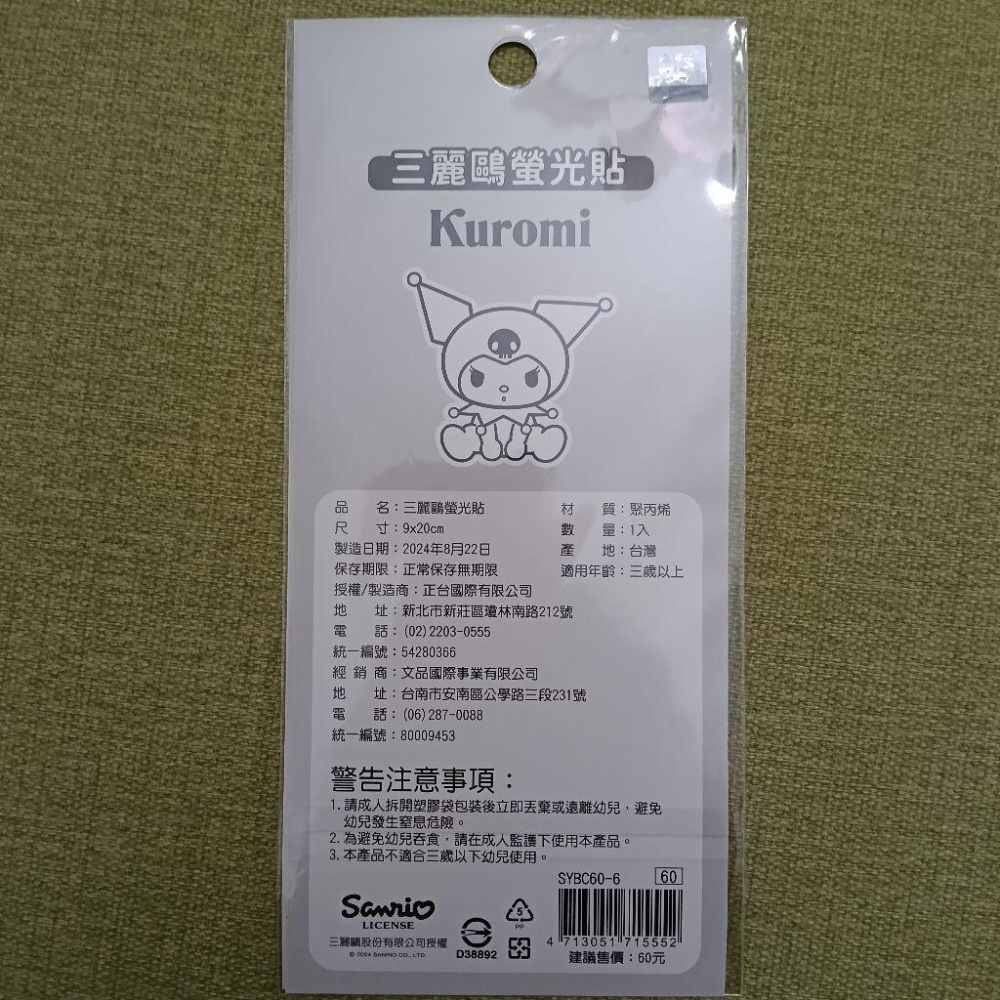 三麗鷗螢光貼
Kuromi
品 名：三麗鷗螢光貼
材 質：聚丙烯
尺 寸：9x20cm
數 量：1入
製造日期：2024年8月22日
產 地：台灣
保存期限：正常保存無期限
適用年齡：三歲以上
授權/製造商：正台國際有限公司
地 址：新北市新莊區瓊林南路212號
電 話：(02)2203-0555
統一編號：54280366
經 銷 商：文品國際事業有限公司
地 址：台南市安南區公學路三段231號
電 話：(06)287-0088
統一編號：80009453
警告注意事項：
1.請成人拆開塑膠袋包裝後立即丟棄或遠離幼兒，避免
幼兒發生窒息危險。
2.為避免幼兒吞食，請在成人監護下使用本產品。
3.本產品不適合三歲以下幼兒使用。
SYBC60-6 60
Sanrio
LICENSE
三麗鷗股份有限公司授權
© 2024 SANRIO CO., LTD.
D38892
5
PP
4 713051 715552
建議售價：60元